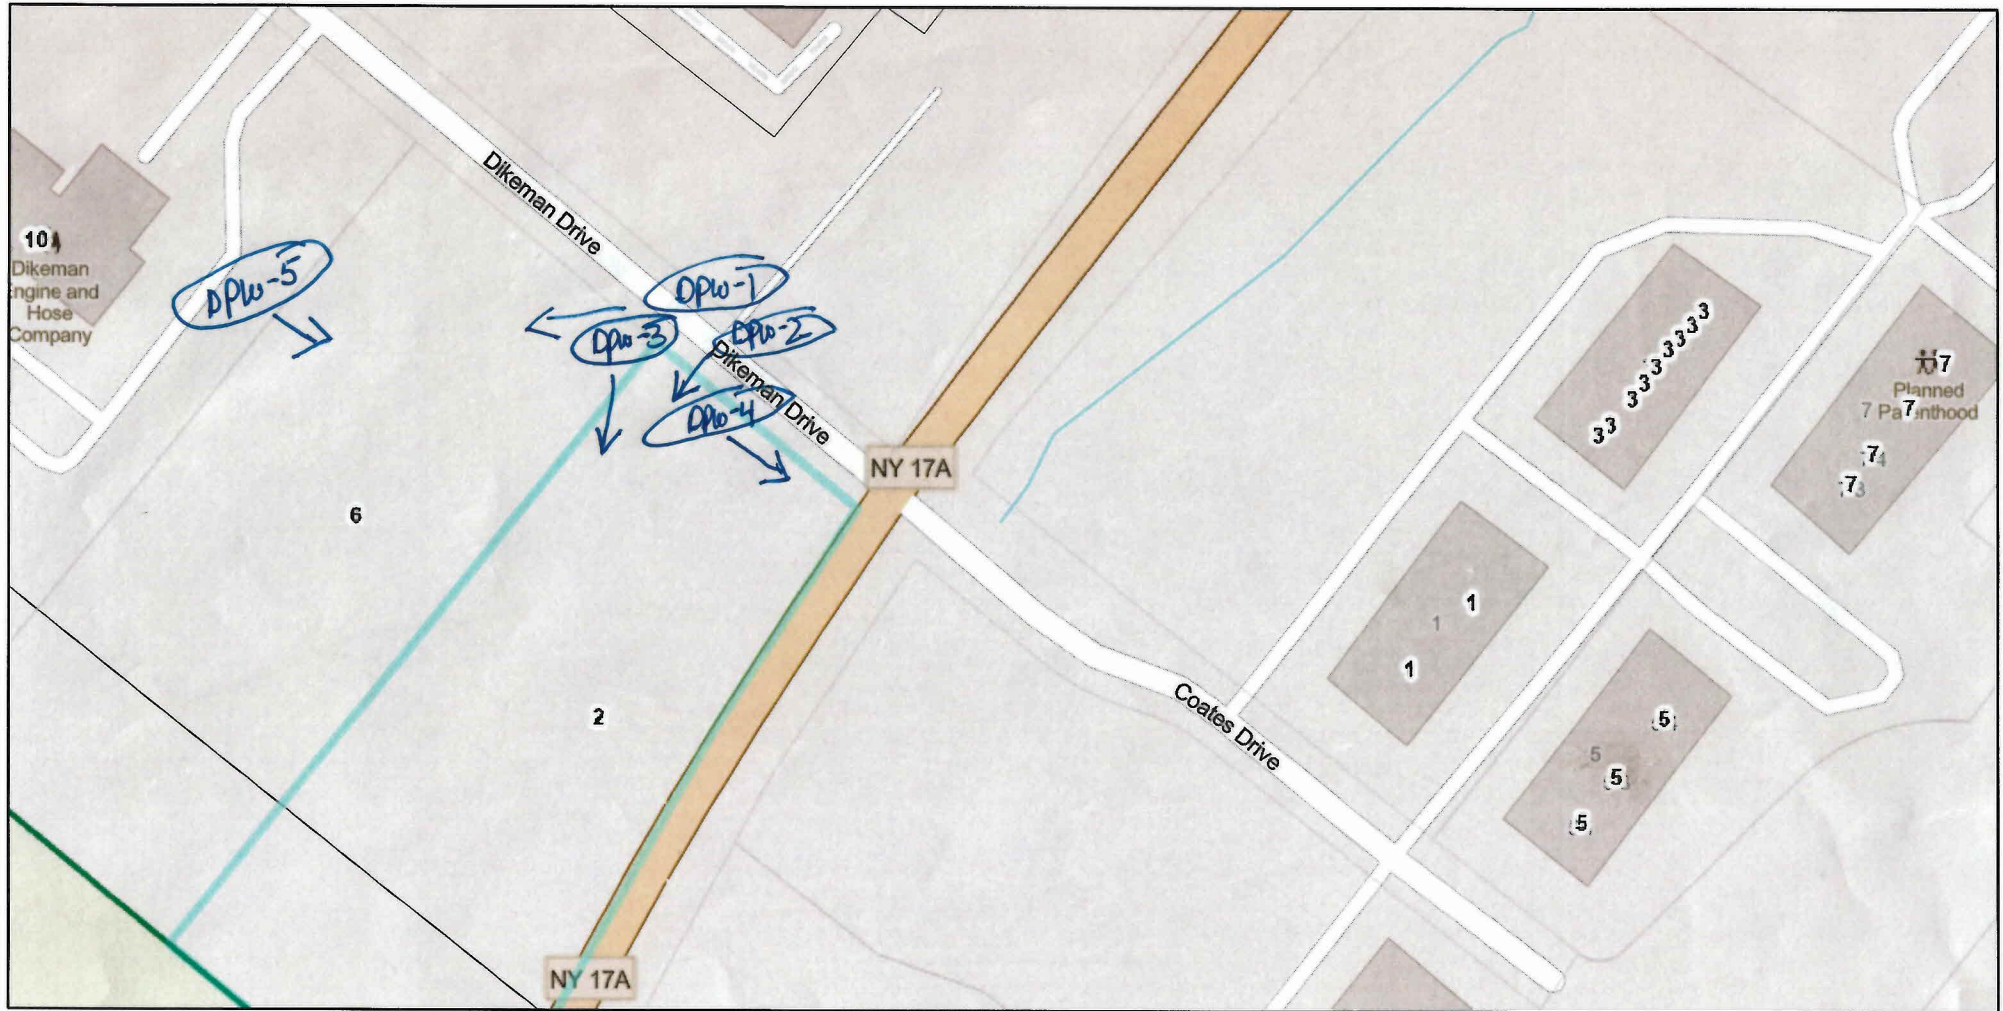 Dikeman Drive
10
Dikeman
Engine and
Hose
Company
DPW-5
DPW-1
DPW-3
DPW-2
Dikeman Drive
DPW-4
NY 17A
6
2
3
3
3
3
3
3
3
3
3
7
Planned
Parenthood
7
7
7
7
1
1
1
Coates Drive
5
5
5
5
NY 17A